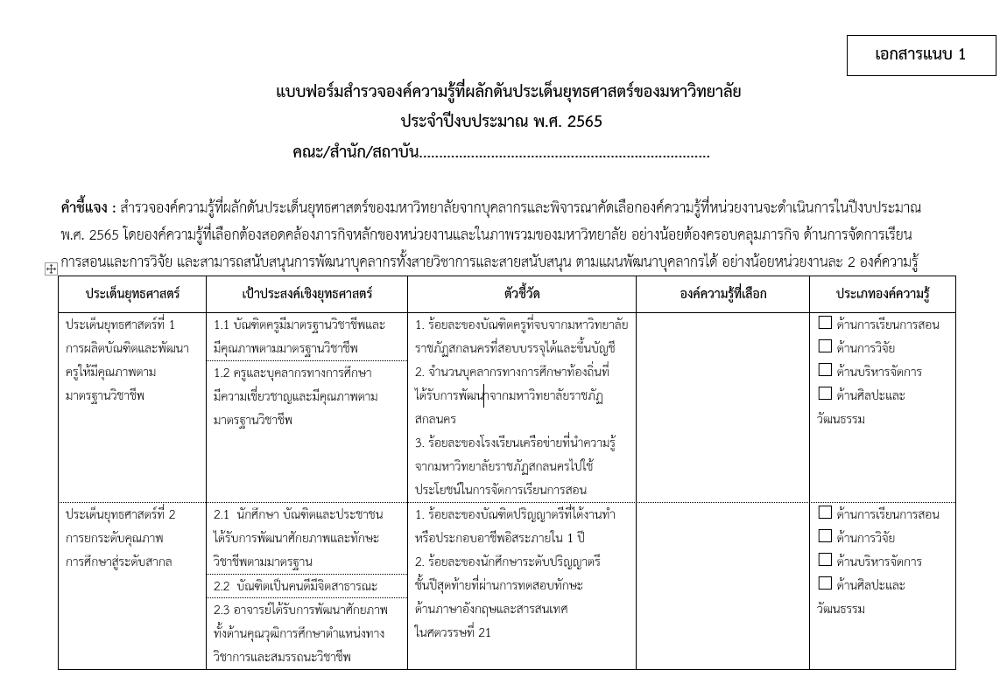 เอกสารแนบ 1
แบบฟอร์มสำรวจองค์ความรู้ที่ผลักดันประเด็นยุทธศาสตร์ของมหาวิทยาลัย
ประจำปีงบประมาณ พ.ศ. 2565
คณะ/สำนัก/สถาบัน.........................................................................
คำชี้แจง : สำรวจองค์ความรู้ที่ผลักดันประเด็นยุทธศาสตร์ของมหาวิทยาลัยจากบุคลากรและพิจารณาคัดเลือกองค์ความรู้ที่หน่วยงานจะดำเนินการในปีงบประมาณ
พ.ศ. 2565 โดยองค์ความรู้ที่เลือกต้องสอดคล้องภารกิจหลักของหน่วยงานและในภาพรวมของมหาวิทยาลัย อย่างน้อยต้องครอบคลุมภารกิจ ด้านการจัดการเรียน
การสอนและการวิจัย และสามารถสนับสนุนการพัฒนาบุคลากรทั้งสายวิชาการและสายสนับสนุน ตามแผนพัฒนาบุคลากรได้ อย่างน้อยหน่วยงานละ 2 องค์ความรู้
ประเด็นยุทธศาสตร์
เป้าประสงค์เชิงยุทธศาสตร์
ตัวชี้วัด
องค์ความรู้ที่เลือก
ประเภทองค์ความรู้
ประเด็นยุทธศาสตร์ที่ 1
การผลิตบัณฑิตและพัฒนา
ครูให้มีคุณภาพตาม
มาตรฐานวิชาชีพ
1.1 บัณฑิตครูมีมาตรฐานวิชาชีพและ
มีคุณภาพตามมาตรฐานวิชาชีพ
1.2 ครูและบุคลากรทางการศึกษา
มีความเชี่ยวชาญและมีคุณภาพตาม
มาตรฐานวิชาชีพ
1. ร้อยละของบัณฑิตครูที่จบจากมหาวิทยาลัย
ราชภัฏสกลนครที่สอบบรรจุได้และขึ้นบัญชี
2. จำนวนบุคลากรทางการศึกษาท้องถิ่นที่
ได้รับการพัฒนาจากมหาวิทยาลัยราชภัฏ
สกลนคร
3. ร้อยละของโรงเรียนเครือข่ายที่นำความรู้
จากมหาวิทยาลัยราชภัฏสกลนครไปใช้
ประโยชน์ในการจัดการเรียนการสอน
ด้านการเรียนการสอน
ด้านการวิจัย
ด้านบริหารจัดการ
ด้านศิลปะและ
วัฒนธรรม
ประเด็นยุทธศาสตร์ที่ 2
การยกระดับคุณภาพ
การศึกษาสู่ระดับสากล
2.1 นักศึกษา บัณฑิตและประชาชน
ได้รับการพัฒนาศักยภาพและทักษะ
วิชาชีพตามมาตรฐาน
2.2 บัณฑิตเป็นคนดีมีจิตสาธารณะ
2.3 อาจารย์ได้รับการพัฒนาศักยภาพ
ทั้งด้านคุณวุฒิการศึกษาตำแหน่งทาง
วิชาการและสมรรถนะวิชาชีพ
1. ร้อยละของบัณฑิตปริญญาตรีที่ได้งานทำ
หรือประกอบอาชีพอิสระภายใน 1 ปี
2. ร้อยละของนักศึกษาระดับปริญญาตรี
ชั้นปีสุดท้ายที่ผ่านการทดสอบทักษะ
ด้านภาษาอังกฤษและสารสนเทศ
ในศตวรรษที่ 21
ด้านการเรียนการสอน
ด้านการวิจัย
ด้านบริหารจัดการ
ด้านศิลปะและ
วัฒนธรรม